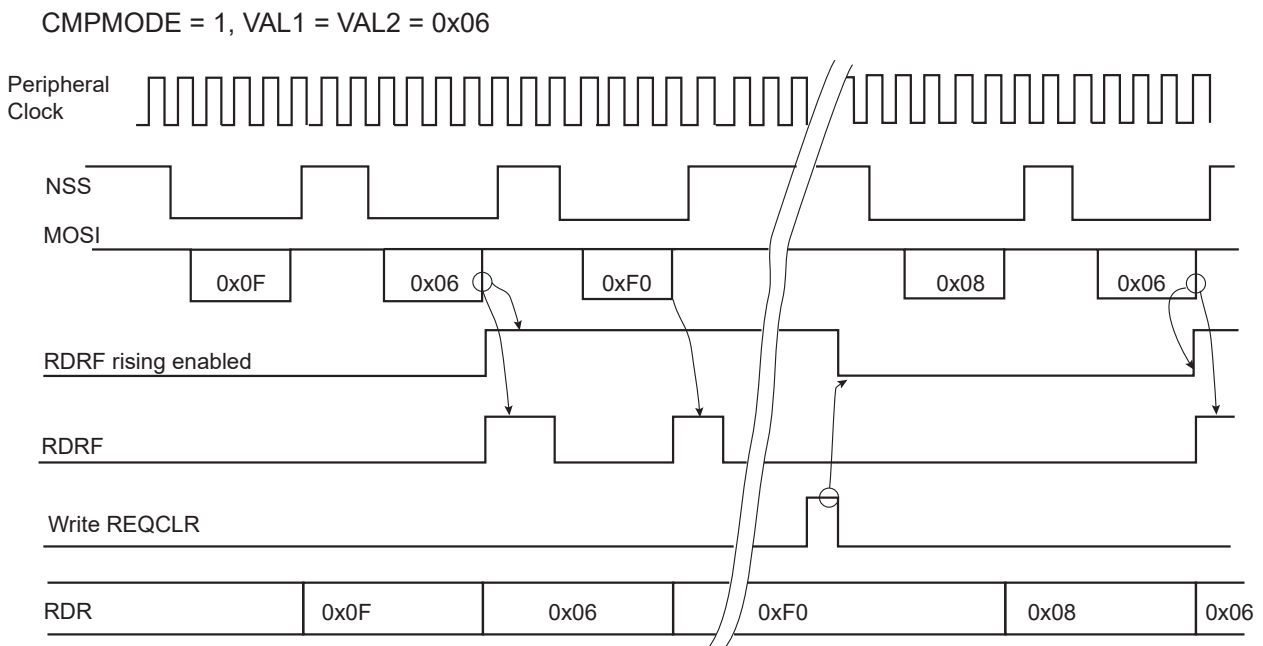 CMPMODE = 1, VAL1 = VAL2 = 0x06
Peripheral
Clock
NSS
MOSI
0x0F 0x06 0xF0 0x08 0x06
RDRF rising enabled
RDRF
Write REQCLR
RDR 0x0F 0x06 0xF0 0x08 0x06